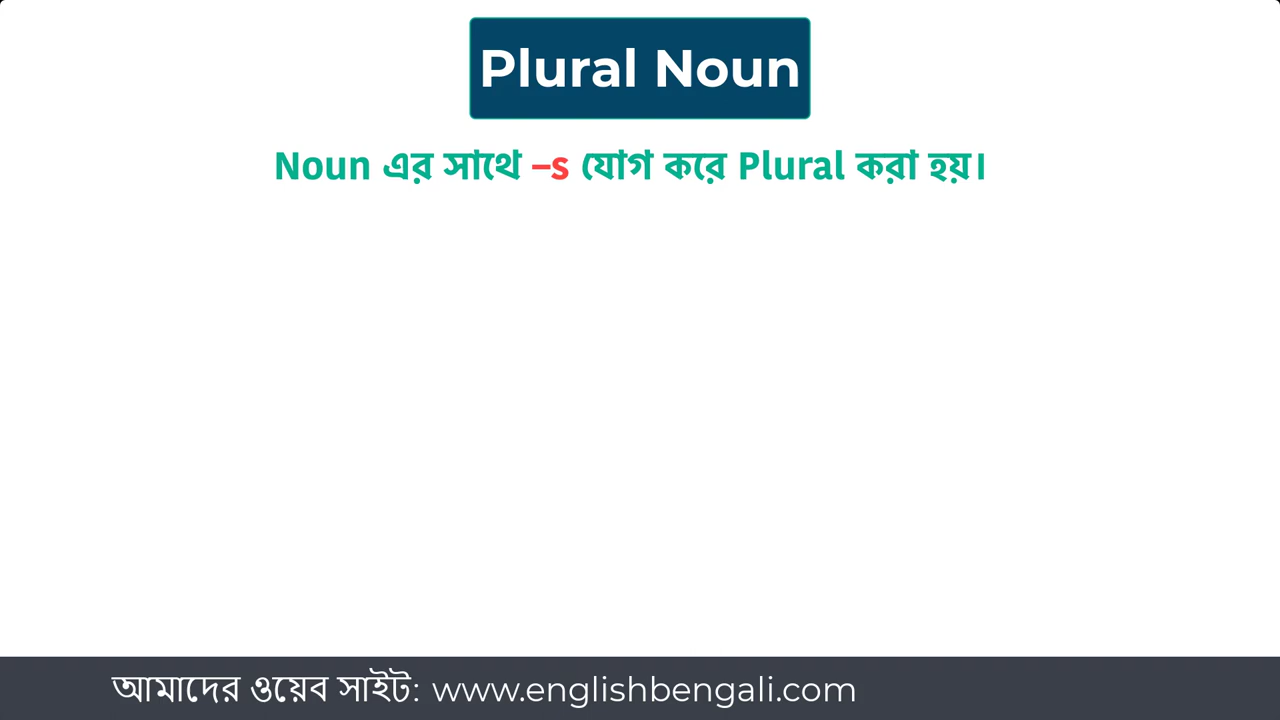 Plural Noun
Noun এর সাথে –s যোগ করে Plural করা হয়।
আমাদের ওয়েব সাইট: www.englishbengali.com